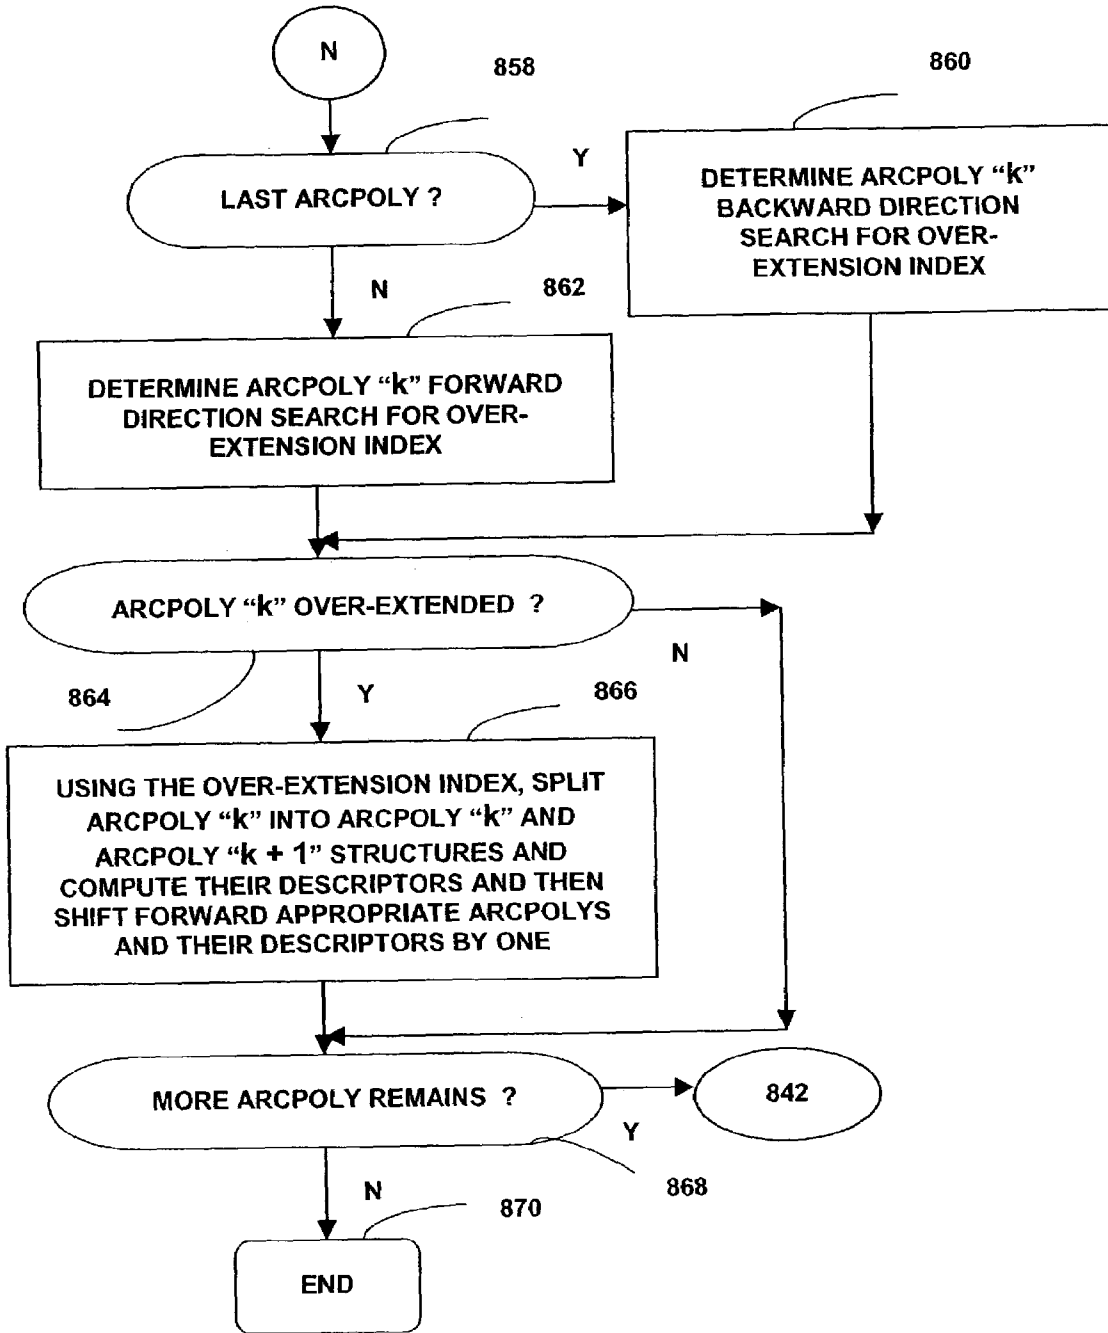 N
858
860
LAST ARCPOLY ?
Y
DETERMINE ARCPOLY “k”
BACKWARD DIRECTION
SEARCH FOR OVER-
EXTENSION INDEX
N
862
DETERMINE ARCPOLY “k” FORWARD
DIRECTION SEARCH FOR OVER-
EXTENSION INDEX
ARCPOLY “k” OVER-EXTENDED ?
N
864
Y
866
USING THE OVER-EXTENSION INDEX, SPLIT
ARCPOLY “k” INTO ARCPOLY “k” AND
ARCPOLY “k + 1” STRUCTURES AND
COMPUTE THEIR DESCRIPTORS AND THEN
SHIFT FORWARD APPROPRIATE ARCPOLYS
AND THEIR DESCRIPTORS BY ONE
MORE ARCPOLY REMAINS ?
842
Y
868
N
870
END